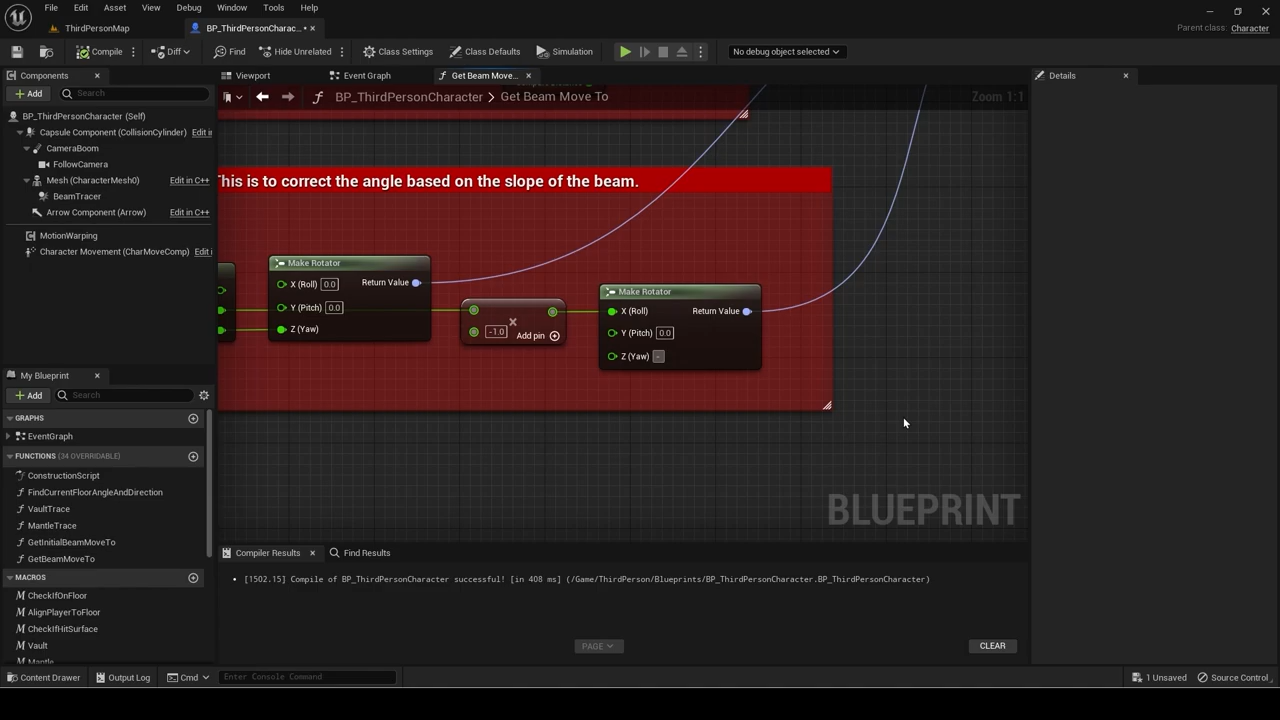 File Edit Asset View Debug Window Tools Help
ThirdPersonMap
BP_ThirdPersonCharac... •
Parent class: Character
Compile
Diff
Find
Hide Unrelated
Class Settings
Class Defaults
Simulation
No debug object selected
Components
Viewport
Event Graph
Get Beam Move...
Details
Add
Search
BP_ThirdPersonCharacter > Get Beam Move To
Zoom 1:1
BP_ThirdPersonCharacter (Self)
Capsule Component (CollisionCylinder)
Edit in
CameraBoom
FollowCamera
Mesh (CharacterMesh0)
Edit in C++
BeamTracer
Arrow Component (Arrow)
Edit in C++
MotionWarping
Character Movement (CharMoveComp)
Edit i
This is to correct the angle based on the slope of the beam.
Make Rotator
X (Roll) 0.0
Return Value
Y (Pitch) 0.0
Z (Yaw)
-1.0
Add pin
Make Rotator
X (Roll)
Return Value
Y (Pitch) 0.0
Z (Yaw) -
BLUEPRINT
My Blueprint
Add
Search
GRAPHS
EventGraph
FUNCTIONS (34 OVERRIDABLE)
ConstructionScript
FindCurrentFloorAngleAndDirection
VaultTrace
MantleTrace
GetInitialBeamMoveTo
GetBeamMoveTo
MACROS
CheckIfOnFloor
AlignPlayerToFloor
CheckIfHitSurface
Vault
Mantle
Compiler Results
Find Results
• [1502.15] Compile of BP_ThirdPersonCharacter successful! [in 408 ms] (/Game/ThirdPerson/Blueprints/BP_ThirdPersonCharacter.BP_ThirdPersonCharacter)
PAGE
CLEAR
Content Drawer
Output Log
Cmd
Enter Console Command
1 Unsaved
Source Control